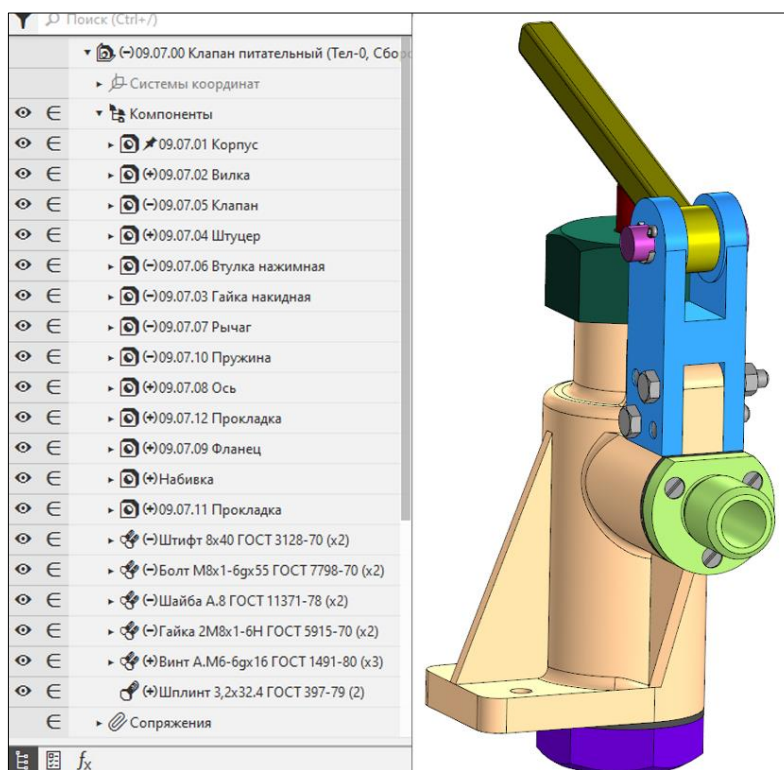 Поиск (Ctrl+/)
(-)09.07.00 Клапан питательный (Тел-0, Сборо
Системы координат
Компоненты
09.07.01 Корпус
(+)09.07.02 Вилка
(-)09.07.05 Клапан
(+)09.07.04 Штуцер
(-)09.07.06 Втулка нажимная
(-)09.07.03 Гайка накидная
(-)09.07.07 Рычаг
(-)09.07.10 Пружина
(+)09.07.08 Ось
(+)09.07.12 Прокладка
(+)09.07.09 Фланец
(+)Набивка
(+)09.07.11 Прокладка
(-)Штифт 8x40 ГОСТ 3128-70 (x2)
(-)Болт М8x1-6gx55 ГОСТ 7798-70 (x2)
(-)Шайба А.8 ГОСТ 11371-78 (x2)
(-)Гайка 2М8x1-6Н ГОСТ 5915-70 (x2)
(+)Винт А.М6-6gx16 ГОСТ 1491-80 (x3)
(+)Шплинт 3,2x32.4 ГОСТ 397-79 (2)
Сопряжения
fx